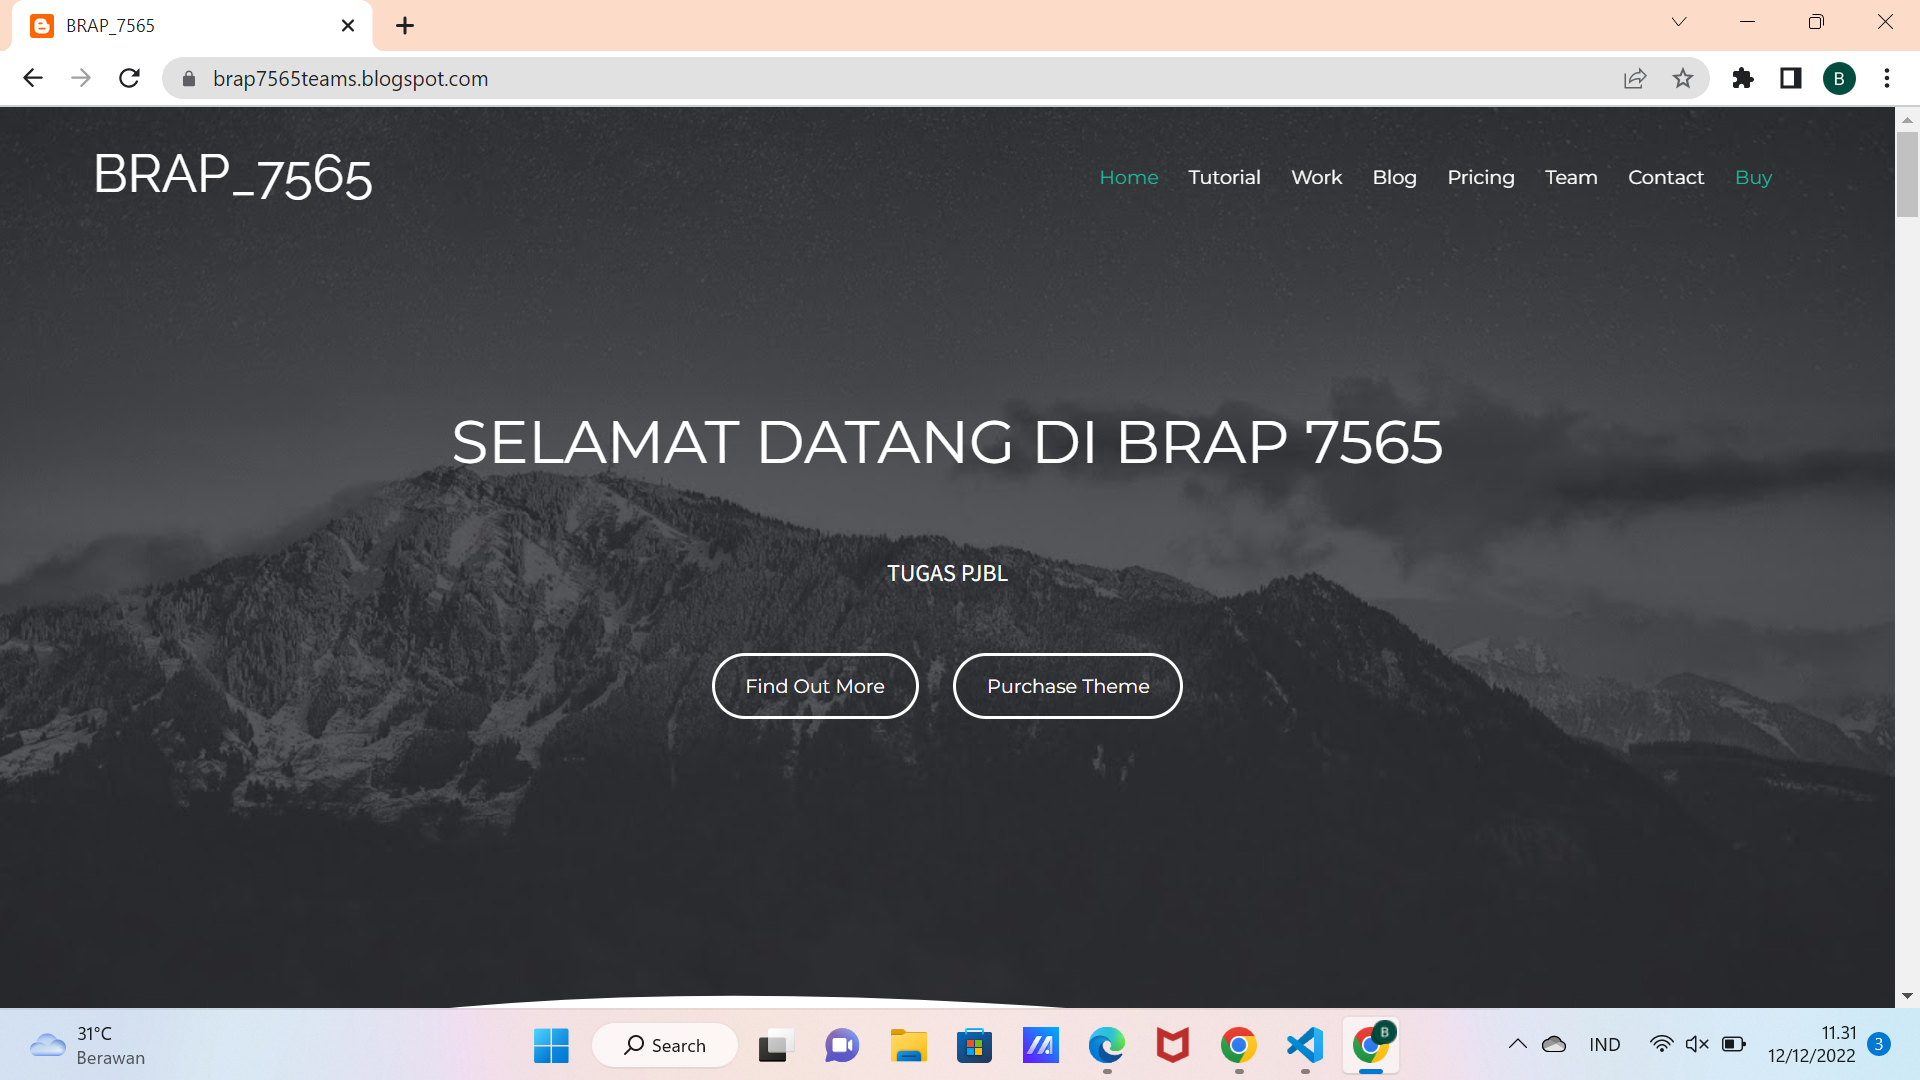 BRAP_7565
brap7565teams.blogspot.com
B
BRAP_7565
Home Tutorial Work Blog Pricing Team Contact Buy
SELAMAT DATANG DI BRAP 7565
TUGAS PJBL
Find Out More Purchase Theme
31°C
Berawan
Search
B
IND
11.31
12/12/2022
3